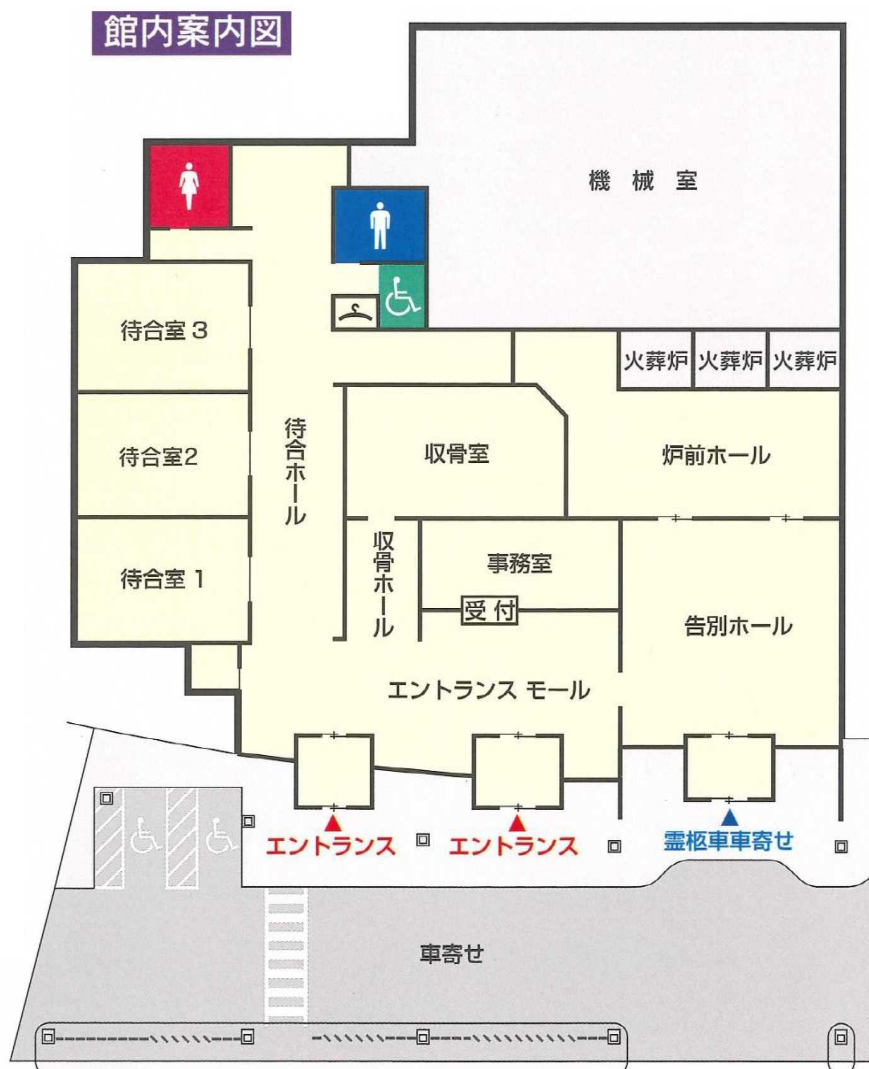 館内案内図
機械室
待合室 3
火葬炉
火葬炉
火葬炉
待合室2
待合ホール
収骨室
炉前ホール
待合室 1
収骨ホール
事務室
受付
告別ホール
エントランス モール
エントランス
エントランス
霊柩車車寄せ
車寄せ